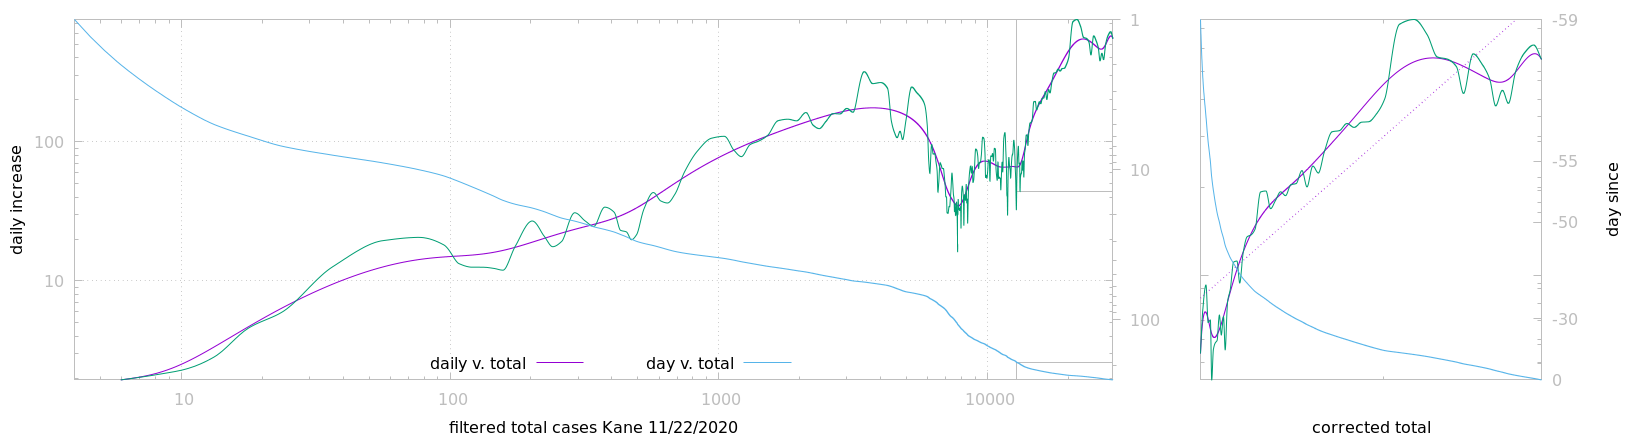 daily increase
100
10
10
100
1000
10000
1
10
100
daily v. total
day v. total
filtered total cases Kane 11/22/2020
-59
-55
-50
-30
0
day since
corrected total